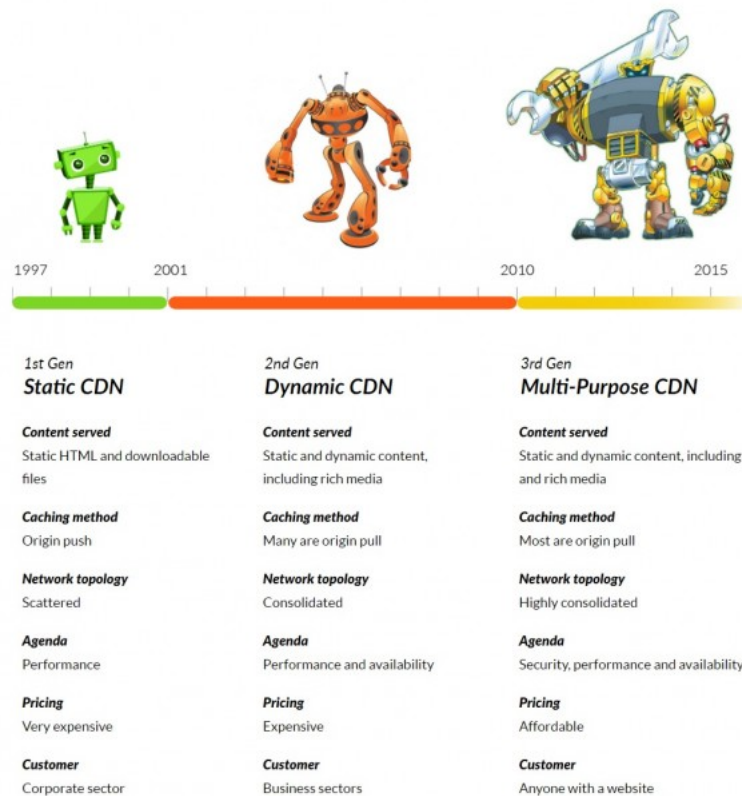 1997
2001
2010
2015
1st Gen
Static CDN
Content served
Static HTML and downloadable
files
Caching method
Origin push
Network topology
Scattered
Agenda
Performance
Pricing
Very expensive
Customer
Corporate sector
2nd Gen
Dynamic CDN
Content served
Static and dynamic content,
including rich media
Caching method
Many are origin pull
Network topology
Consolidated
Agenda
Performance and availability
Pricing
Expensive
Customer
Business sectors
3rd Gen
Multi-Purpose CDN
Content served
Static and dynamic content, including
and rich media
Caching method
Most are origin pull
Network topology
Highly consolidated
Agenda
Security, performance and availability
Pricing
Affordable
Customer
Anyone with a website